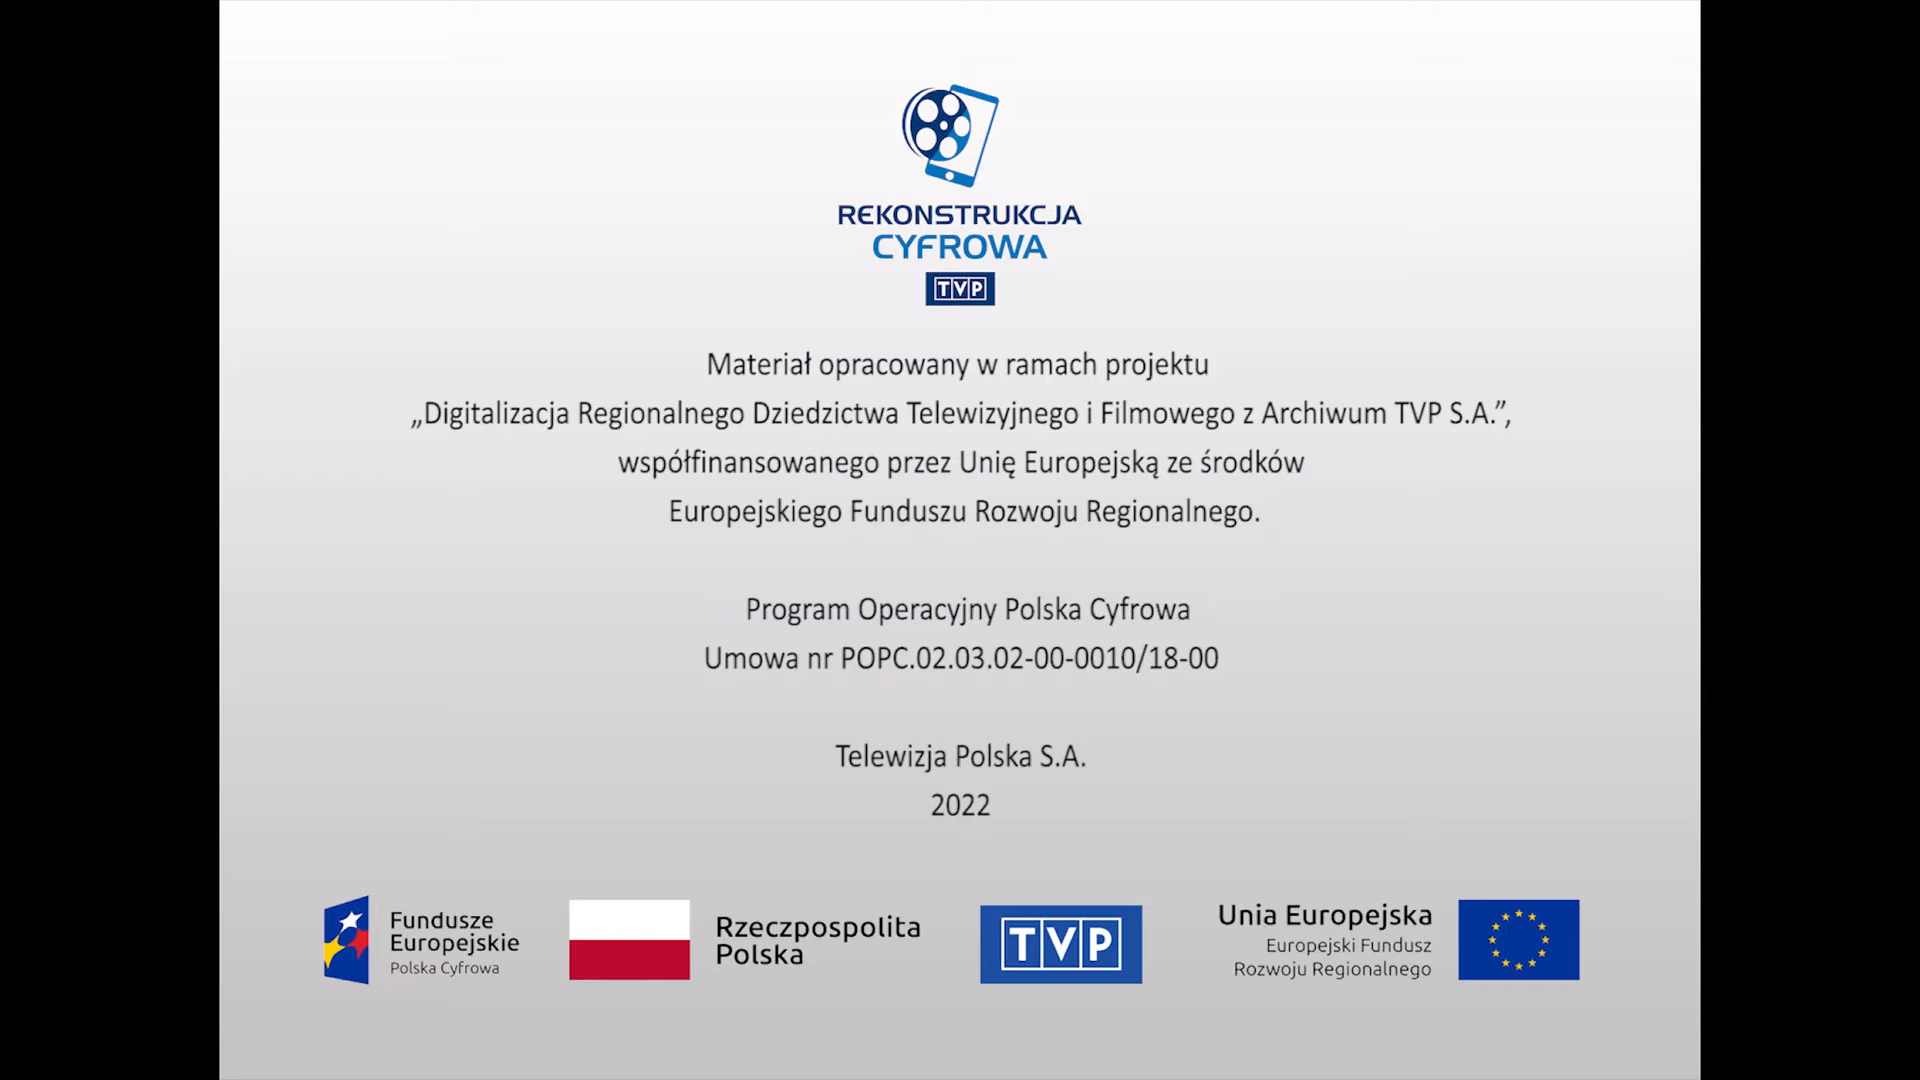 REKONSTRUKCJA
CYFROWA
TVP
Materiał opracowany w ramach projektu
„Digitalizacja Regionalnego Dziedzictwa Telewizyjnego i Filmowego z Archiwum TVP S.A.”,
współfinansowanego przez Unię Europejską ze środków
Europejskiego Funduszu Rozwoju Regionalnego.
Program Operacyjny Polska Cyfrowa
Umowa nr POPC.02.03.02-00-0010/18-00
Telewizja Polska S.A.
2022
Fundusze
Europejskie
Polska Cyfrowa
Rzeczpospolita
Polska
TVP
Unia Europejska
Europejski Fundusz
Rozwoju Regionalnego